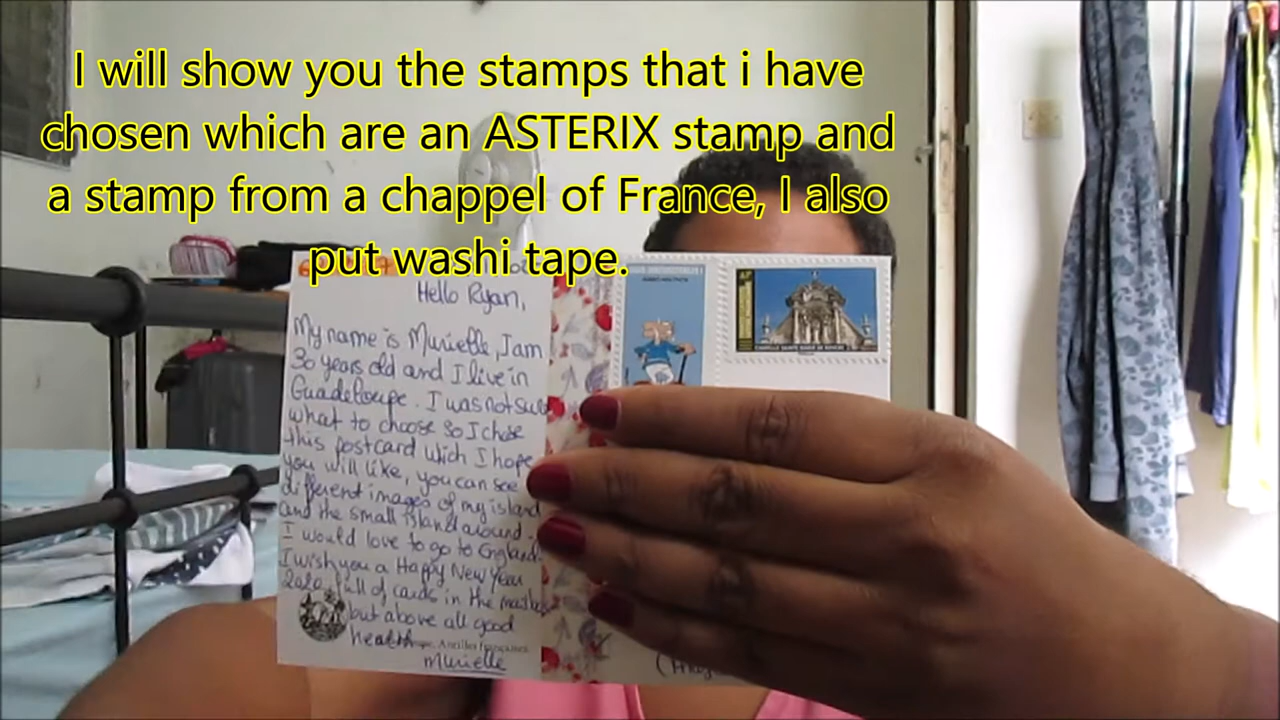 I will show you the stamps that i have
chosen which are an ASTERIX stamp and
a stamp from a chappel of France, I also
put washi tape.
Hello Ryan,
My name is Murielle, I am
30 years old and I live in
Guadeloupe. I was not sure
what to choose so I chose
this postcard wich I hope
you will like, you can see
different images of my island
and the small island around.
I would love to go to England.
I wish you a Happy New Year
2020, full of cards in the mailbox
but above all good
health
Antilles françaises
Murielle